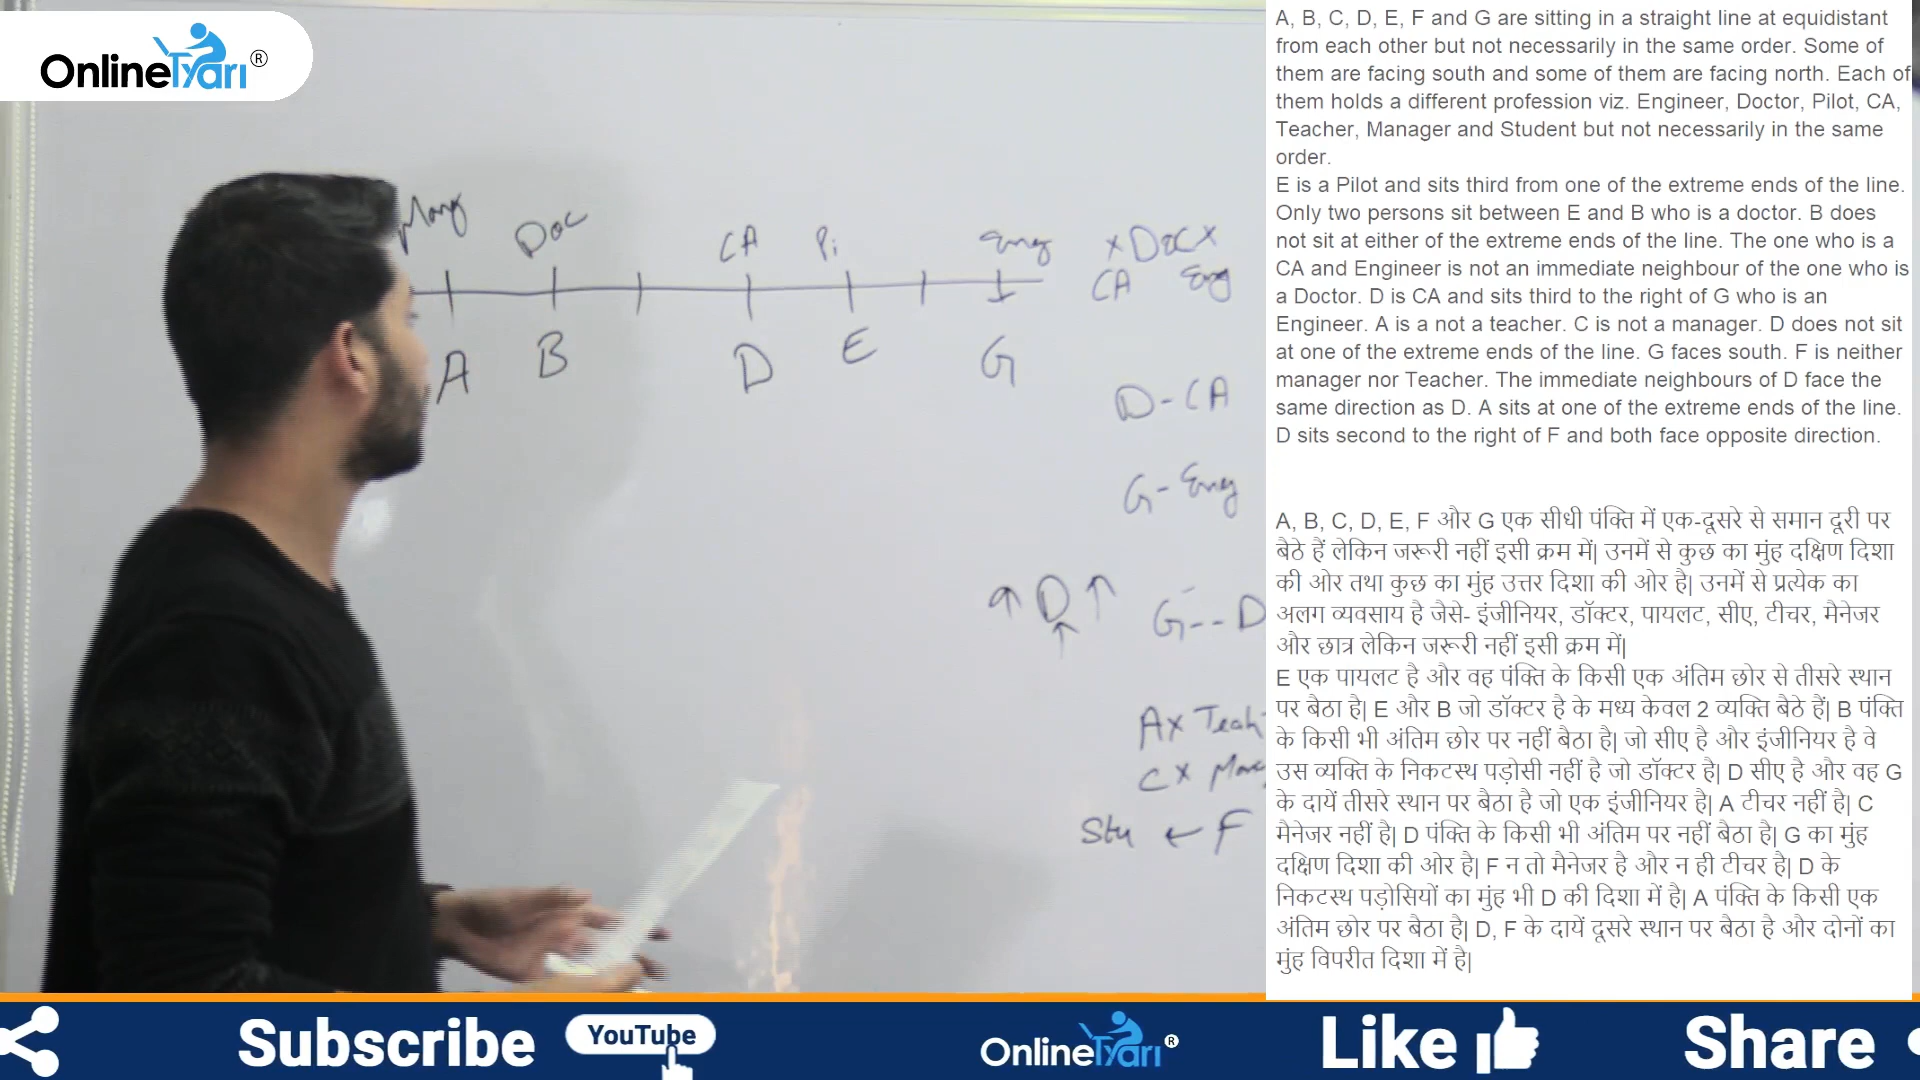 OnlineTyari®
Mang Doc CA Pi Eng xDocx
CA Eng
A B D E G
D-CA
G-Eng
↑ D ↑ G--D
↑
Ax Teah
Cx Man
Stu ← F
A, B, C, D, E, F and G are sitting in a straight line at equidistant
from each other but not necessarily in the same order. Some of
them are facing south and some of them are facing north. Each of
them holds a different profession viz. Engineer, Doctor, Pilot, CA,
Teacher, Manager and Student but not necessarily in the same
order.
E is a Pilot and sits third from one of the extreme ends of the line.
Only two persons sit between E and B who is a doctor. B does
not sit at either of the extreme ends of the line. The one who is a
CA and Engineer is not an immediate neighbour of the one who is
a Doctor. D is CA and sits third to the right of G who is an
Engineer. A is a not a teacher. C is not a manager. D does not sit
at one of the extreme ends of the line. G faces south. F is neither
manager nor Teacher. The immediate neighbours of D face the
same direction as D. A sits at one of the extreme ends of the line.
D sits second to the right of F and both face opposite direction.
A, B, C, D, E, F और G एक सीधी पंक्ति में एक-दूसरे से समान दूरी पर
बैठे हैं लेकिन जरूरी नहीं इसी क्रम में| उनमें से कुछ का मुंह दक्षिण दिशा
की ओर तथा कुछ का मुंह उत्तर दिशा की ओर है| उनमें से प्रत्येक का
अलग व्यवसाय है जैसे- इंजीनियर, डॉक्टर, पायलट, सीए, टीचर, मैनेजर
और छात्र लेकिन जरूरी नहीं इसी क्रम में|
E एक पायलट है और वह पंक्ति के किसी एक अंतिम छोर से तीसरे स्थान
पर बैठा है| E और B जो डॉक्टर है के मध्य केवल 2 व्यक्ति बैठे हैं| B पंक्ति
के किसी भी अंतिम छोर पर नहीं बैठा है| जो सीए है और इंजीनियर है वे
उस व्यक्ति के निकटस्थ पड़ोसी नहीं है जो डॉक्टर है| D सीए है और वह G
के दायें तीसरे स्थान पर बैठा है जो एक इंजीनियर है| A टीचर नहीं है| C
मैनेजर नहीं है| D पंक्ति के किसी भी अंतिम पर नहीं बैठा है| G का मुंह
दक्षिण दिशा की ओर है| F न तो मैनेजर है और न ही टीचर है| D के
निकटस्थ पड़ोसियों का मुंह भी D की दिशा में है| A पंक्ति के किसी एक
अंतिम छोर पर बैठा है| D, F के दायें दूसरे स्थान पर बैठा है और दोनों का
मुंह विपरीत दिशा में है|
Subscribe YouTube OnlineTyari® Like Share